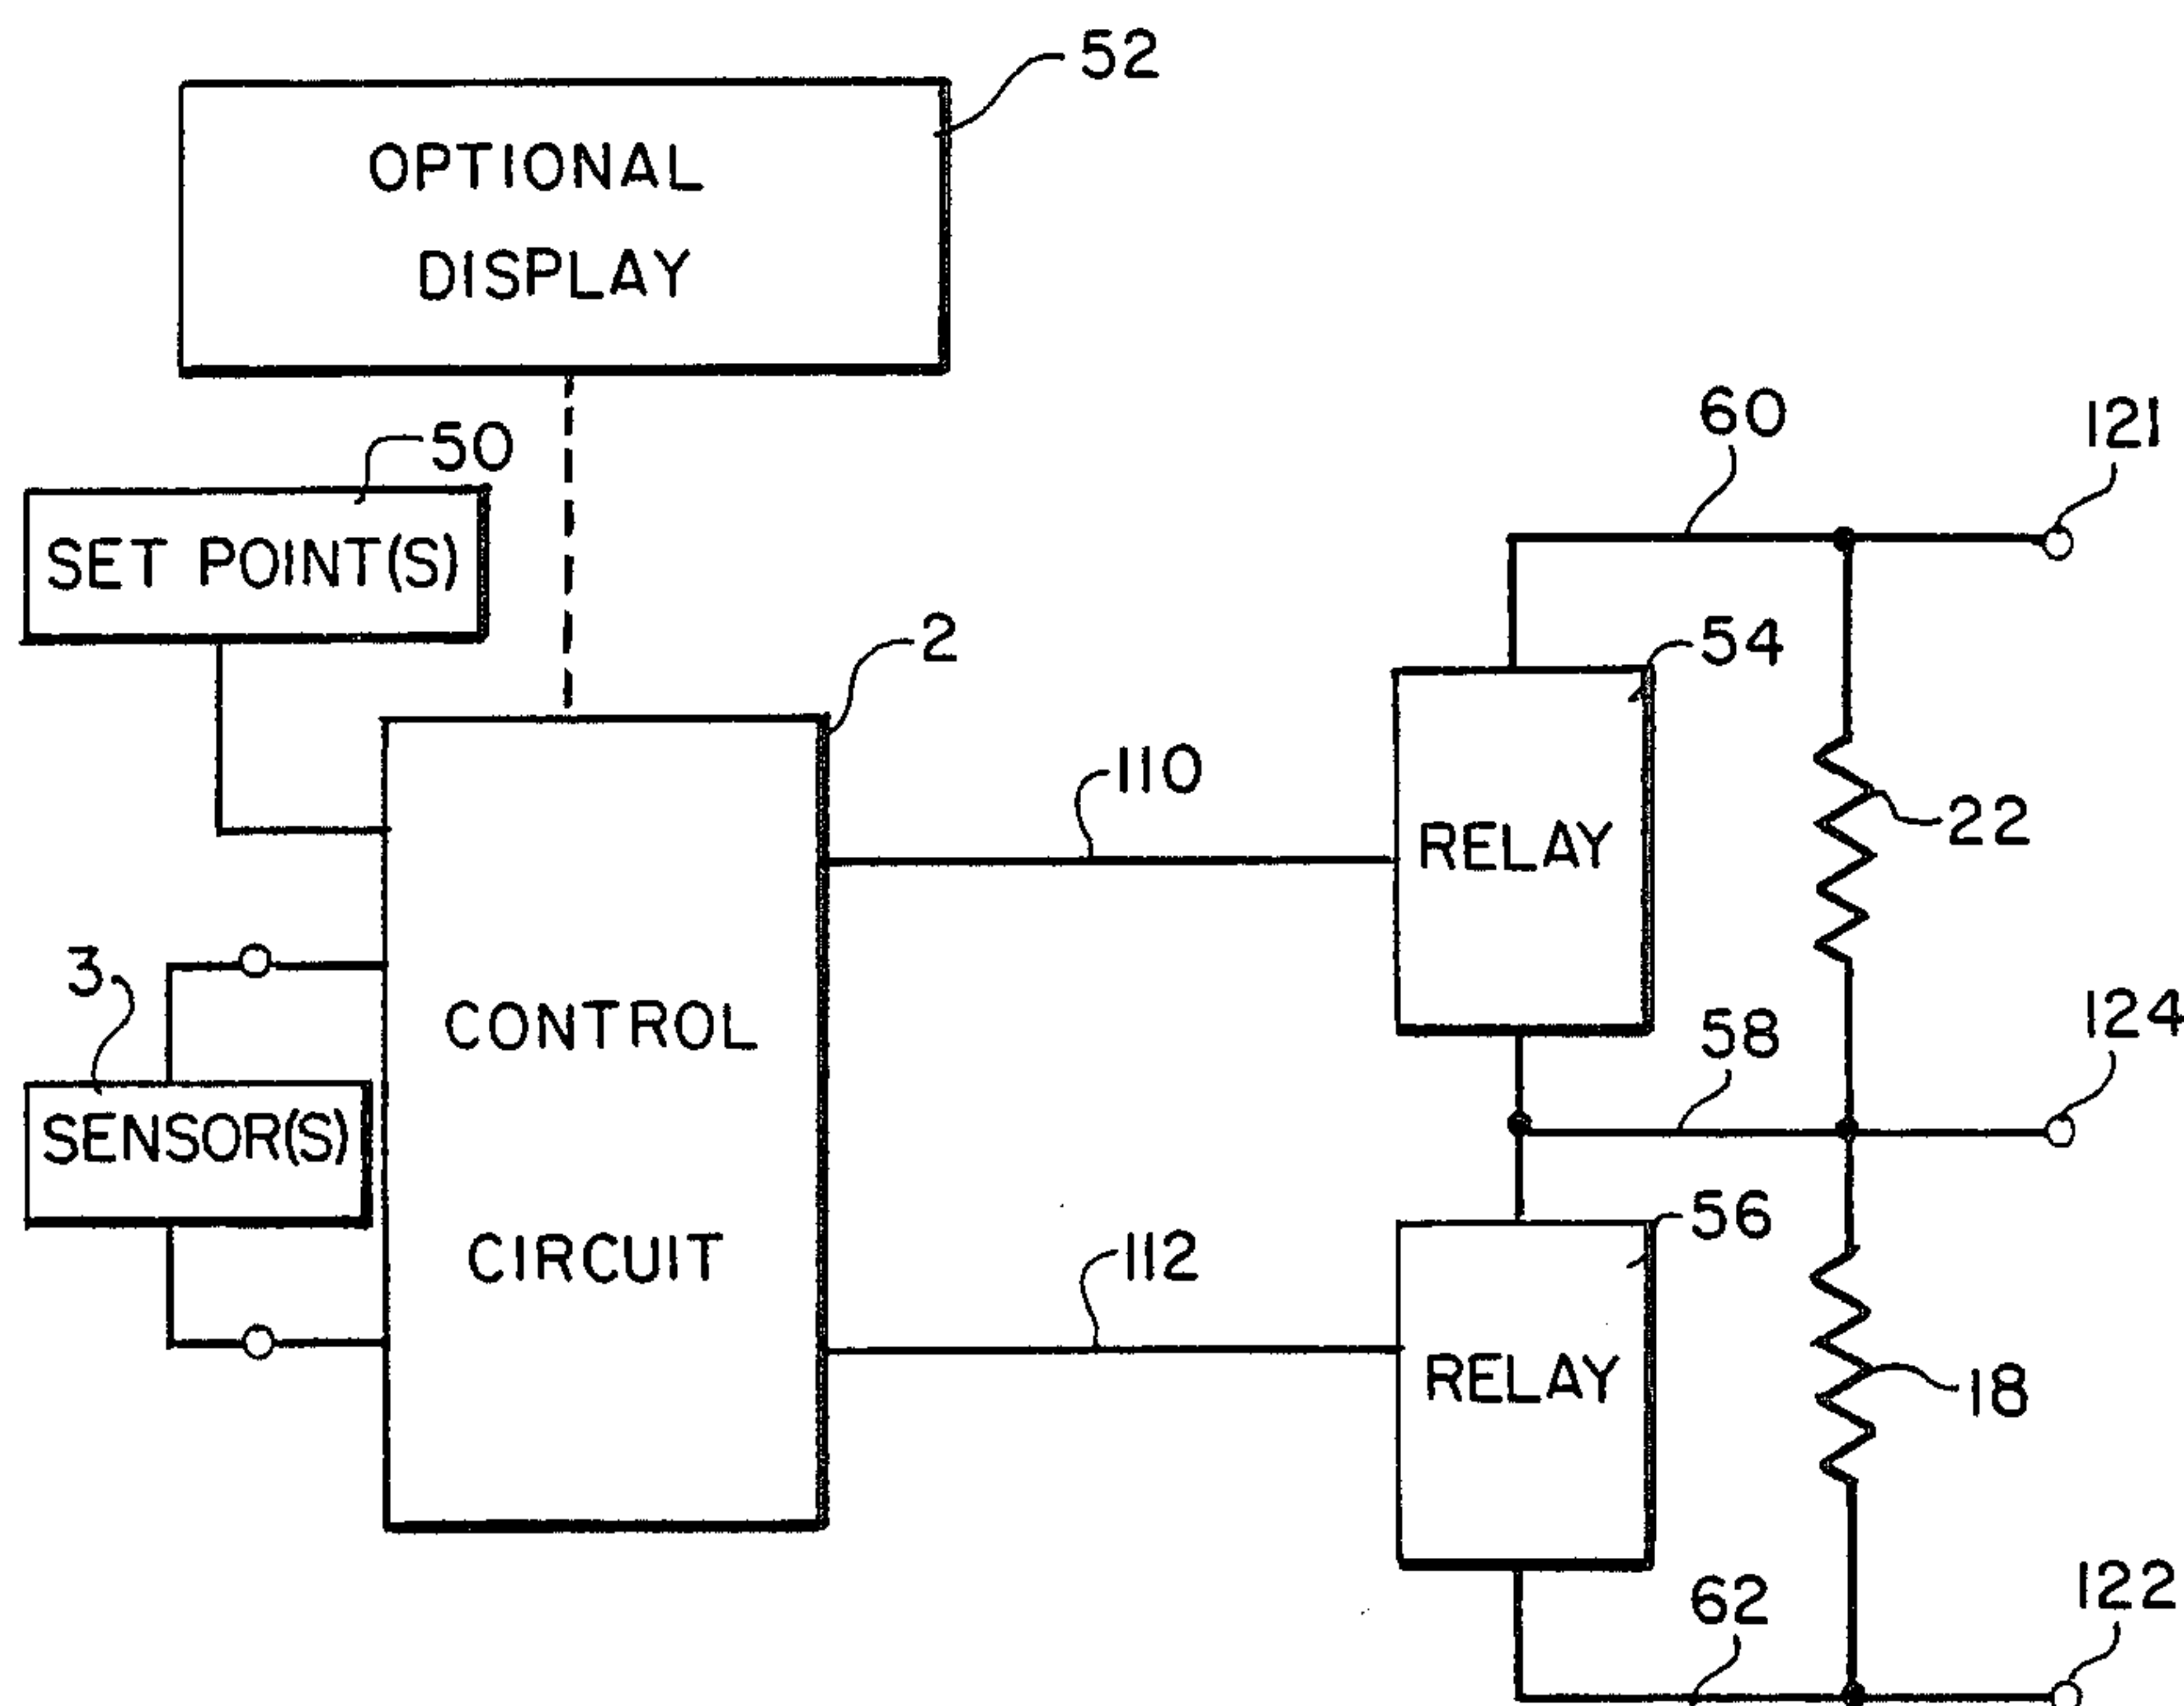 52
OPTIONAL
DISPLAY
50
SET POINT(S)
60
121
2
54
110
RELAY
22
3
CONTROL
58
124
SENSOR(S)
56
112
CIRCUIT
RELAY
18
62
122